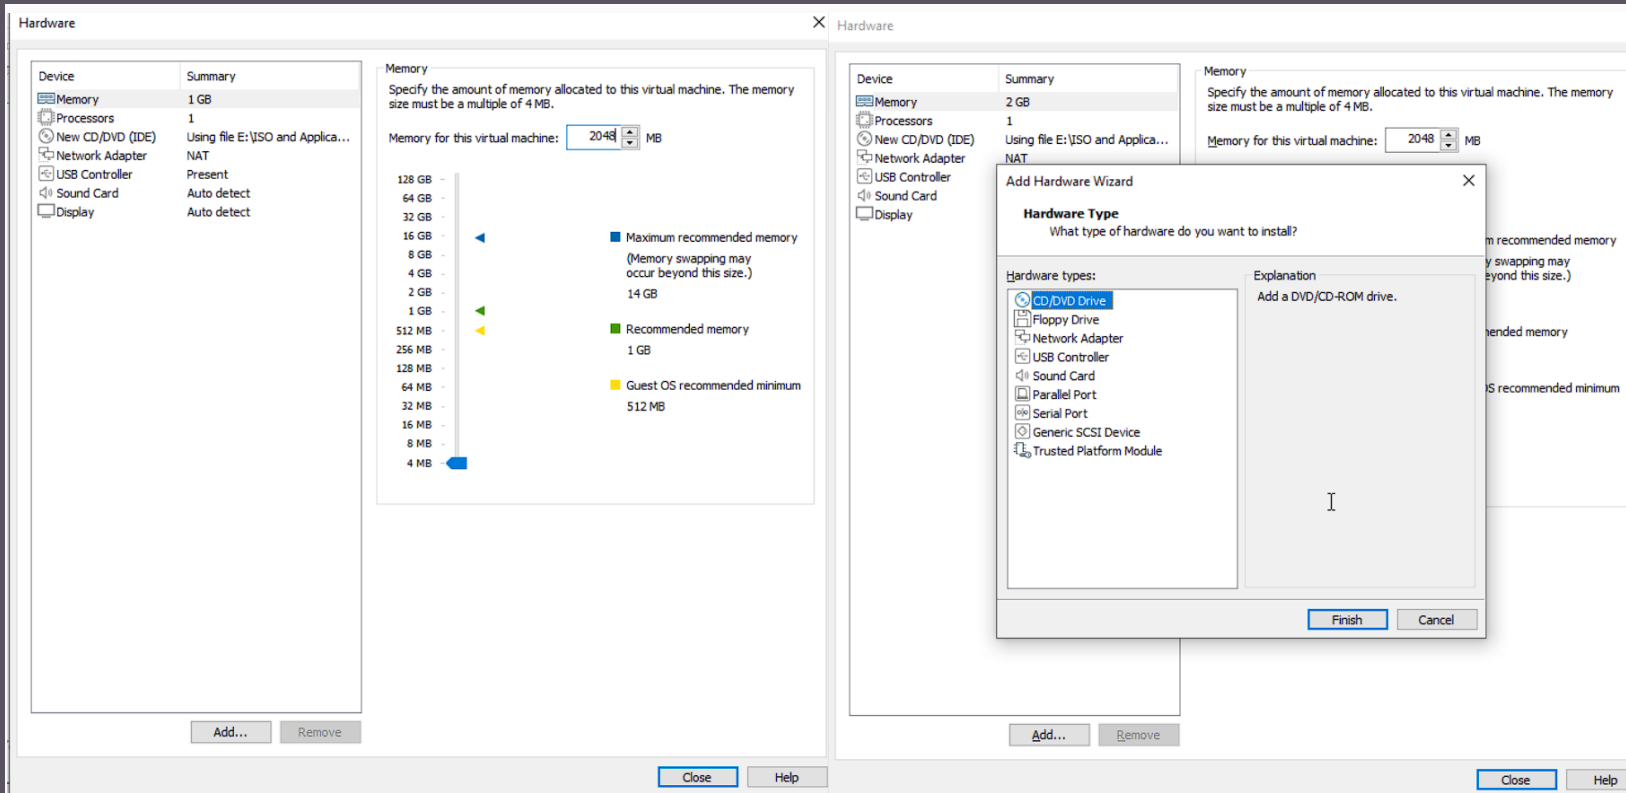 Hardware
Device Summary
Memory 1 GB
Processors 1
New CD/DVD (IDE) Using file E:\ISO and Applica...
Network Adapter NAT
USB Controller Present
Sound Card Auto detect
Display Auto detect
Add... Remove
Memory
Specify the amount of memory allocated to this virtual machine. The memory
size must be a multiple of 4 MB.
Memory for this virtual machine: 2048 MB
128 GB
64 GB
32 GB
16 GB
8 GB
4 GB
2 GB
1 GB
512 MB
256 MB
128 MB
64 MB
32 MB
16 MB
8 MB
4 MB
Maximum recommended memory
(Memory swapping may
occur beyond this size.)
14 GB
Recommended memory
1 GB
Guest OS recommended minimum
512 MB
Close Help
Hardware
Device Summary
Memory 2 GB
Processors 1
New CD/DVD (IDE) Using file E:\ISO and Applica...
Network Adapter NAT
USB Controller
Sound Card
Display
Add... Remove
Memory
Specify the amount of memory allocated to this virtual machine. The memory
size must be a multiple of 4 MB.
Memory for this virtual machine: 2048 MB
recommended memory
swapping may
beyond this size.)
memory
recommended minimum
Add Hardware Wizard
Hardware Type
What type of hardware do you want to install?
Hardware types:
CD/DVD Drive
Floppy Drive
Network Adapter
USB Controller
Sound Card
Parallel Port
Serial Port
Generic SCSI Device
Trusted Platform Module
Explanation
Add a DVD/CD-ROM drive.
Finish Cancel
Close Help